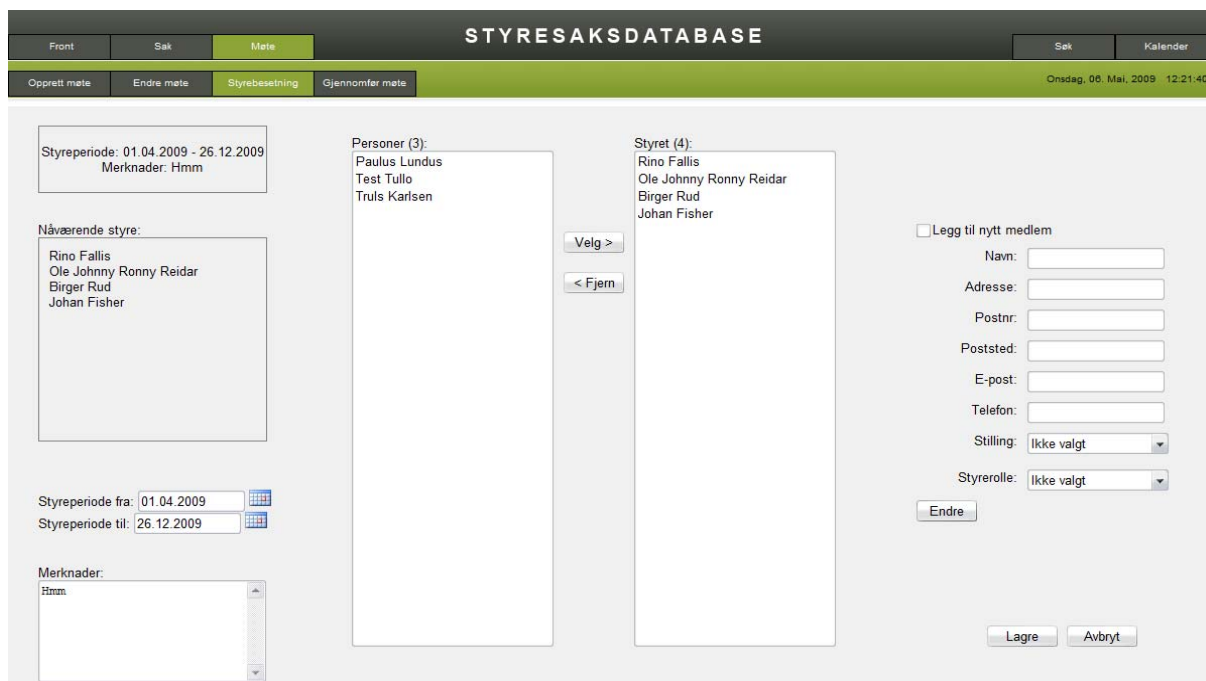 STYRESAKSDATABASE
Front
Sak
Møte
Søk
Kalender
Opprett møte
Endre møte
Styrebesetning
Gjennomfør møte
Onsdag, 06. Mai, 2009 12:21:40
Styreperiode: 01.04.2009 - 26.12.2009
Merknader: Hmm
Nåværende styre:
Rino Fallis
Ole Johnny Ronny Reidar
Birger Rud
Johan Fisher
Styreperiode fra: 01.04.2009
Styreperiode til: 26.12.2009
Merknader:
Hmm
Personer (3):
Paulus Lundus
Test Tullo
Truls Karlsen
Velg >
< Fjern
Styret (4):
Rino Fallis
Ole Johnny Ronny Reidar
Birger Rud
Johan Fisher
Legg til nytt medlem
Navn:
Adresse:
Postnr:
Poststed:
E-post:
Telefon:
Stilling: Ikke valgt
Styrerolle: Ikke valgt
Endre
Lagre
Avbryt